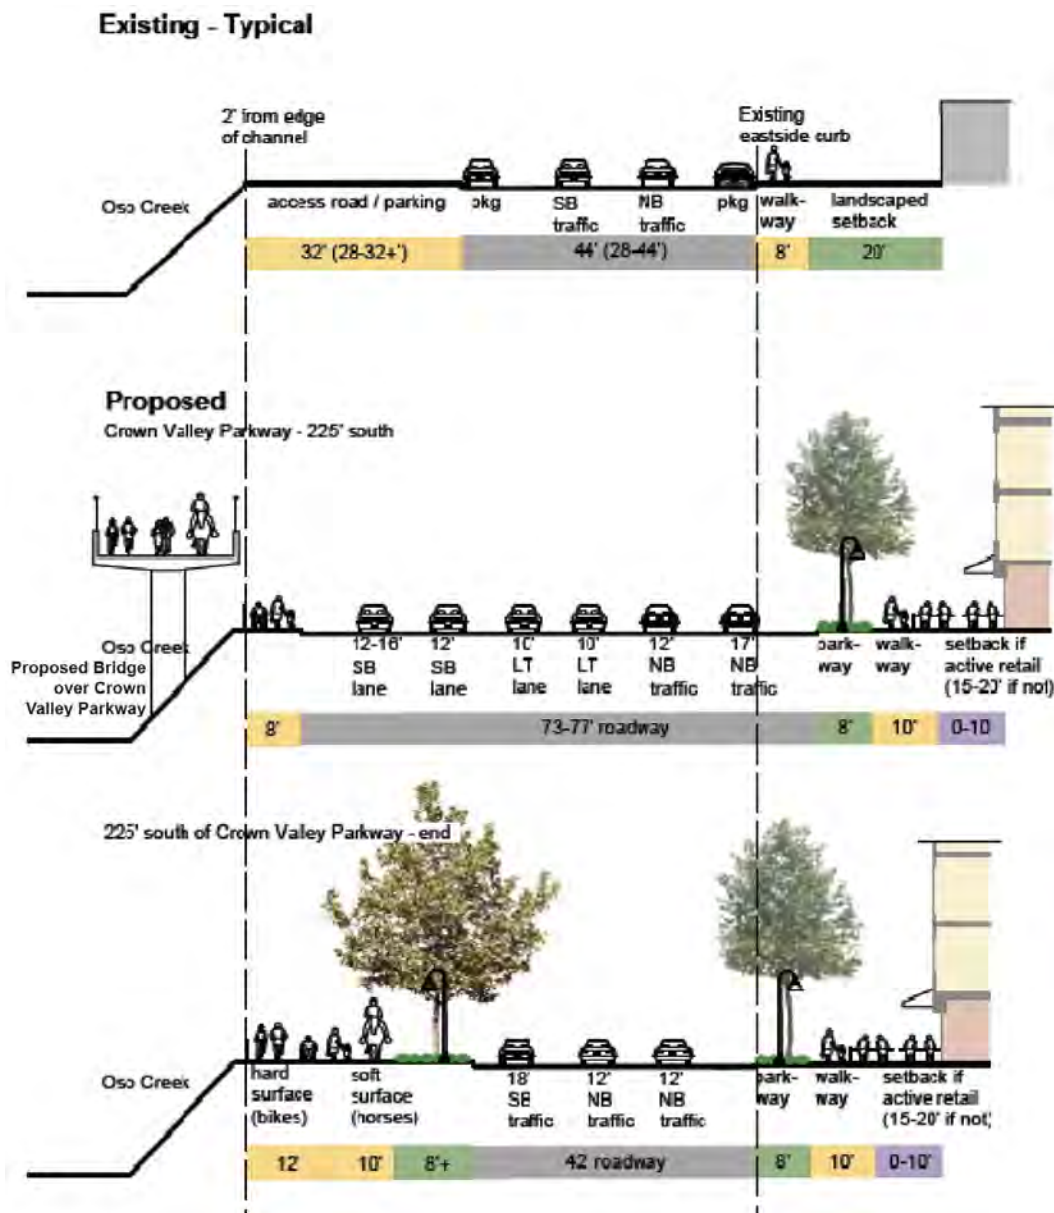 Existing - Typical
2' from edge
of channel
Existing
eastside curb
Oso Creek
access road / parking
pkg
SB
traffic
NB
traffic
pkg
walk-
way
landscaped
setback
32' (28-32+')
44' (28-44')
8'
20'
Proposed
Crown Valley Parkway - 225' south
Oso Creek
Proposed Bridge
over Crown
Valley Parkway
12-16'
SB
lane
12'
SB
lane
10'
LT
lane
10'
LT
lane
12'
NB
traffic
17'
NB
traffic
park-
way
walk-
way
setback if
active retail
(15-20' if not)
8'
73-77' roadway
8'
10'
0-10
225' south of Crown Valley Parkway - end
Oso Creek
hard
surface
(bikes)
soft
surface
(horses)
18'
SB
traffic
12'
NB
traffic
12'
NB
traffic
park-
way
walk-
way
setback if
active retail
(15-20' if not)
12'
10'
8'+
42 roadway
8'
10'
0-10'